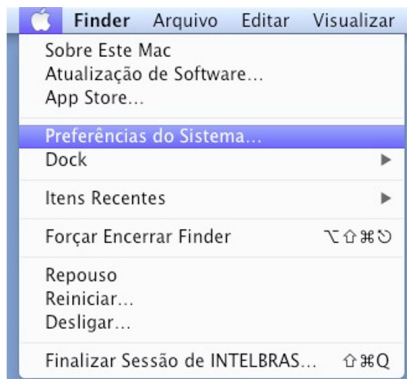 Finder Arquivo Editar Visualizar
Sobre Este Mac
Atualização de Software...
App Store...
Preferências do Sistema...
Dock ▶
Itens Recentes ▶
Forçar Encerrar Finder ⌥⇧⌘⎋
Repouso
Reiniciar...
Desligar...
Finalizar Sessão de INTELBRAS... ⇧⌘Q